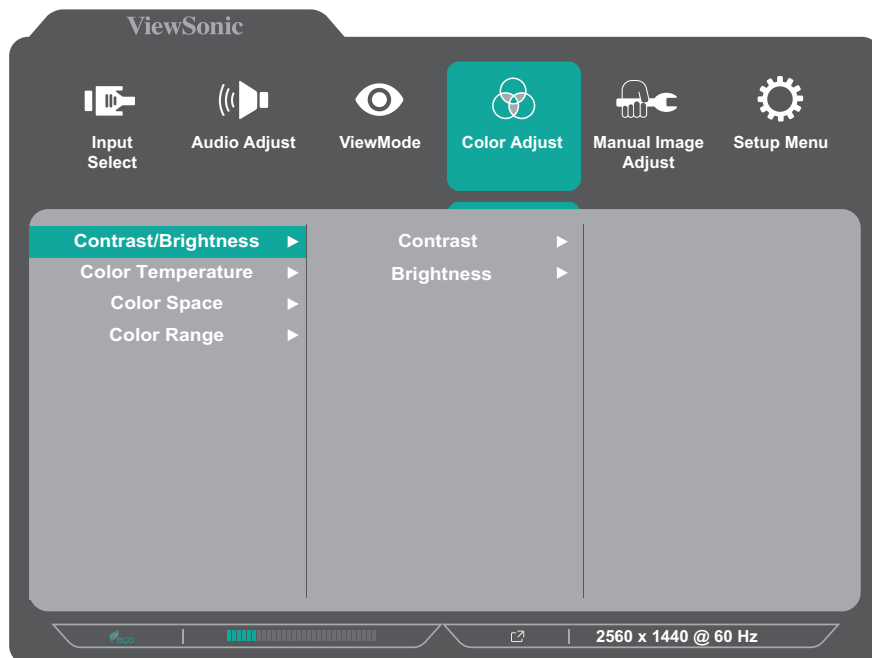 ViewSonic
Input
Select
Audio Adjust
ViewMode
Color Adjust
Manual Image
Adjust
Setup Menu
Contrast/Brightness
Contrast
Color Temperature
Brightness
Color Space
Color Range
eco
2560 x 1440 @ 60 Hz